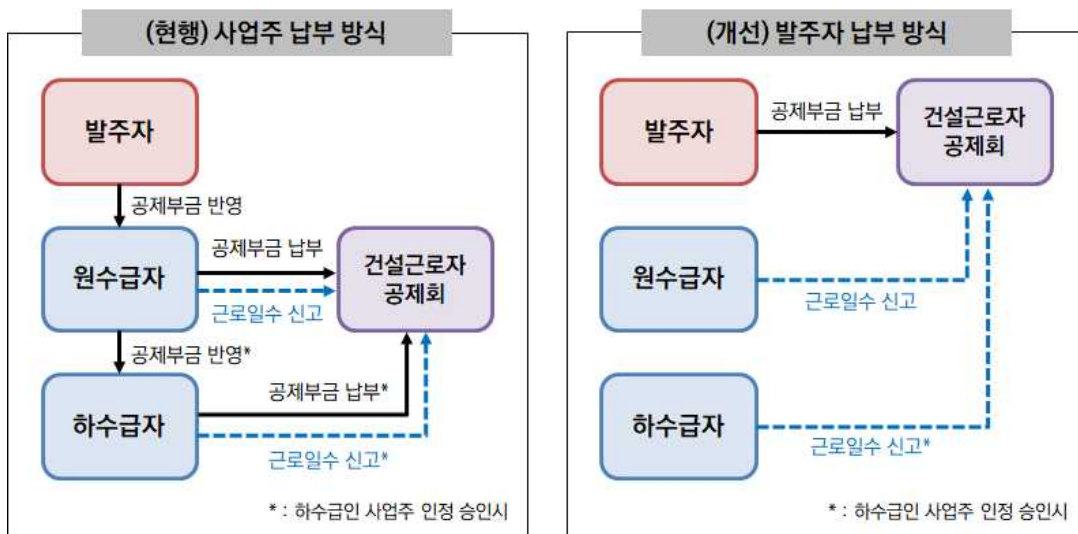 (현행) 사업주 납부 방식
발주자
공제부금 반영
원수급자
공제부금 납부
근로일수 신고
건설근로자
공제회
공제부금 반영*
하수급자
공제부금 납부*
근로일수 신고*
* : 하수급인 사업주 인정 승인시
(개선) 발주자 납부 방식
발주자
공제부금 납부
건설근로자
공제회
원수급자
근로일수 신고
하수급자
근로일수 신고*
* : 하수급인 사업주 인정 승인시